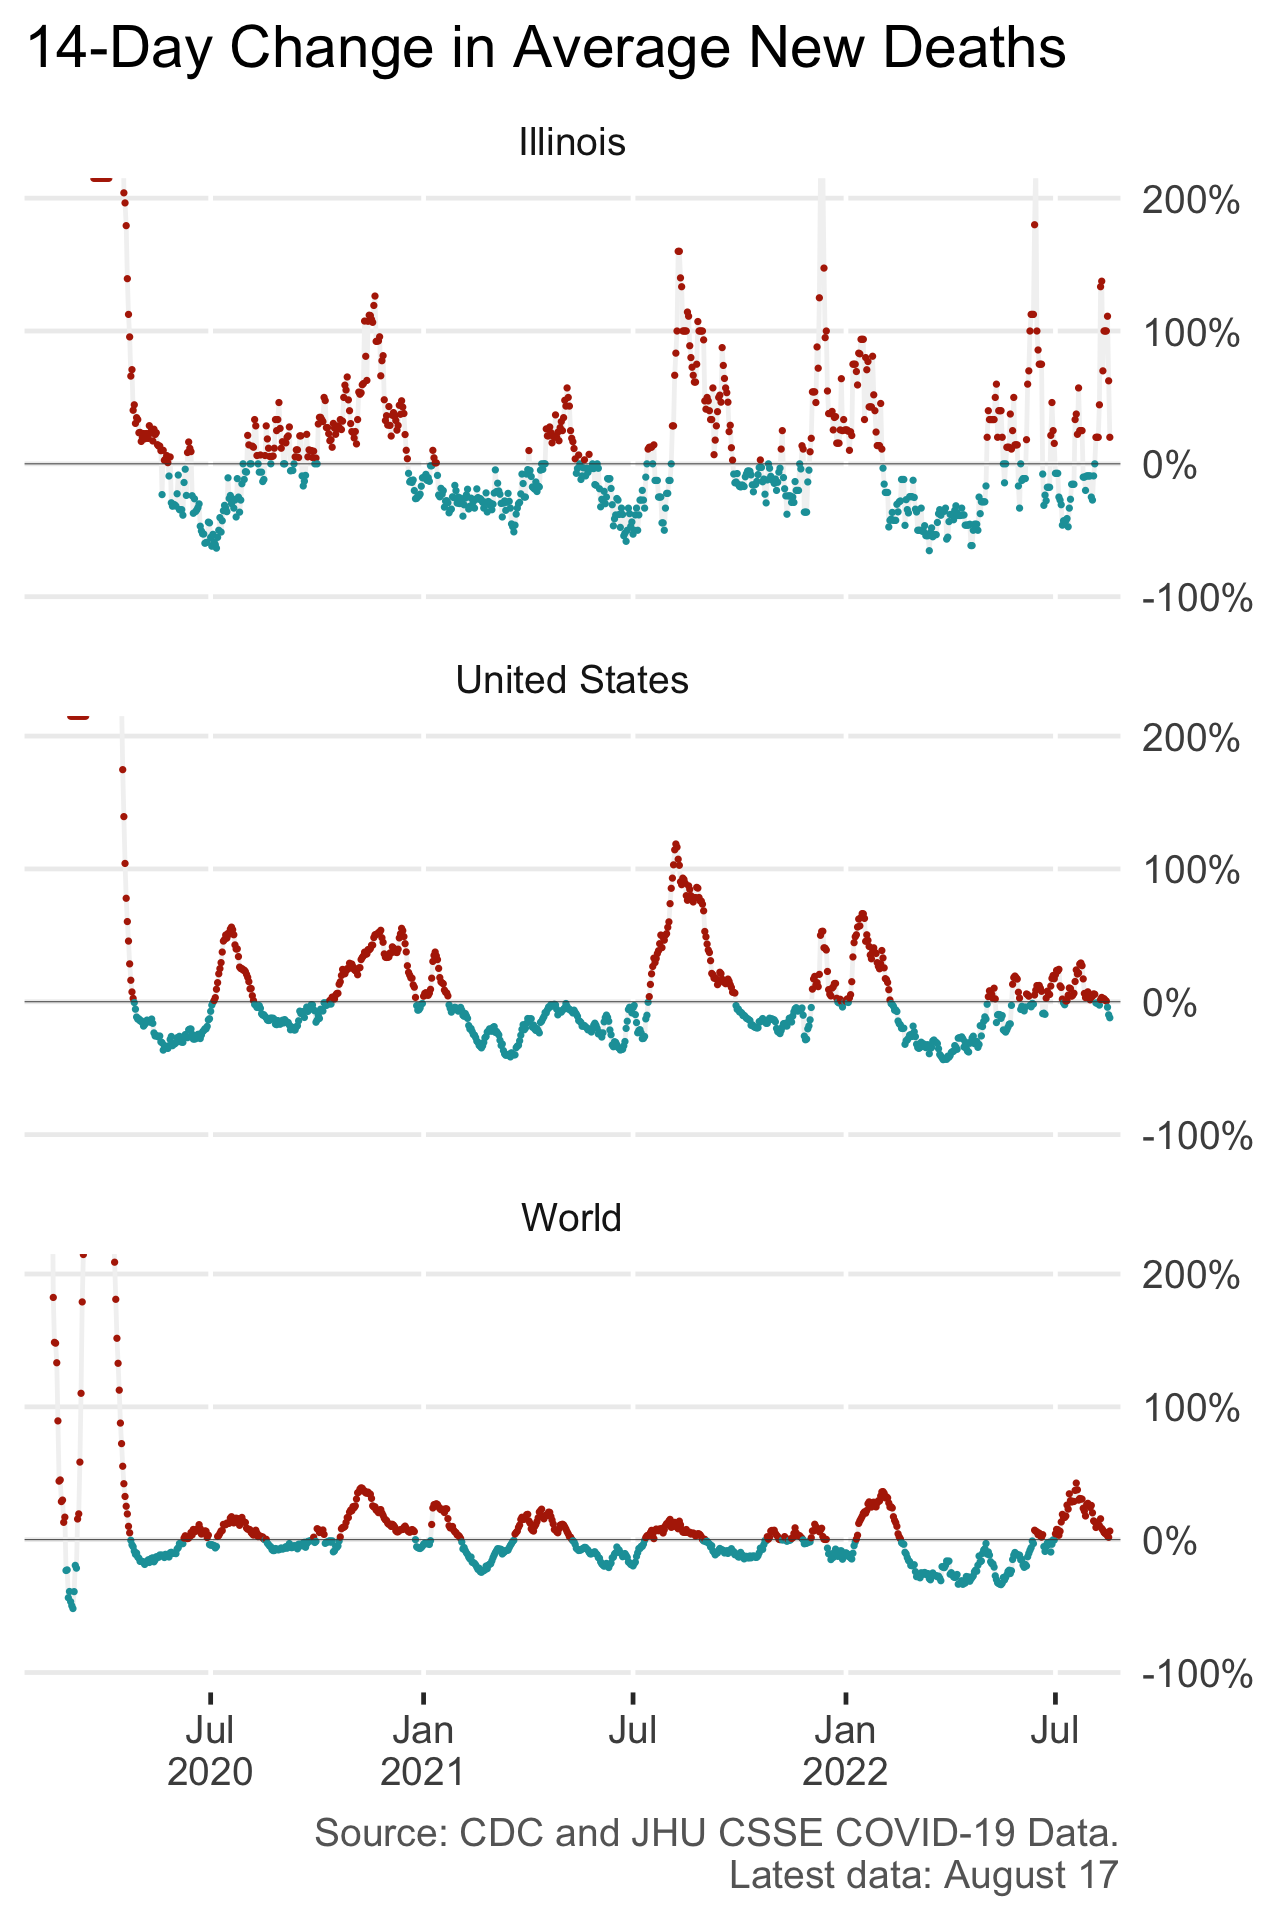 14-Day Change in Average New Deaths
Illinois
200%
100%
0%
-100%
United States
200%
100%
0%
-100%
World
200%
100%
0%
-100%
Jul Jan Jul Jan Jul
2020 2021 2022
Source: CDC and JHU CSSE COVID-19 Data.
Latest data: August 17